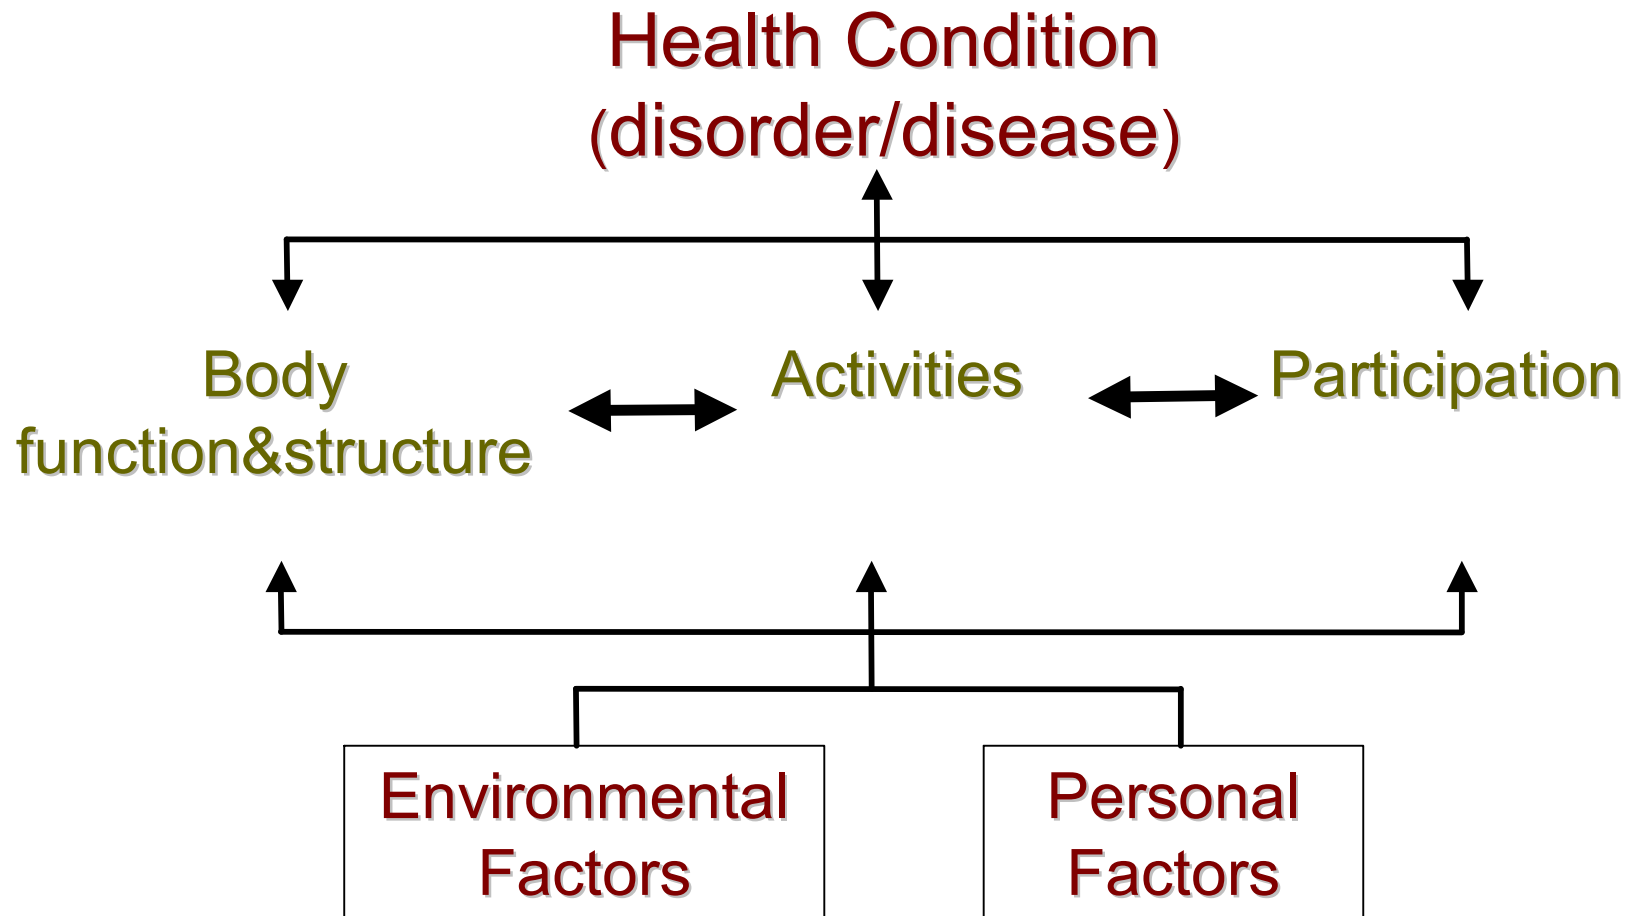 Health Condition
(disorder/disease)
Body
function&structure
Activities
Participation
Environmental
Factors
Personal
Factors